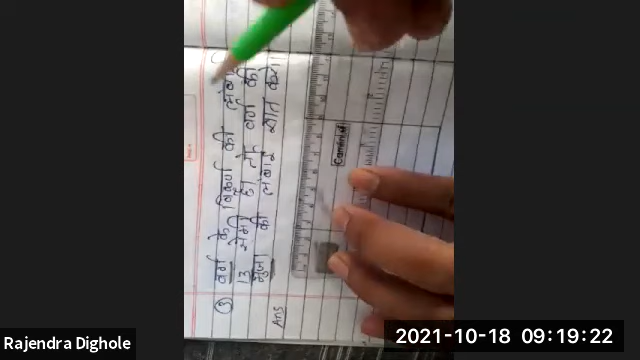 ③ वर्ग के विकर्ण की
13 सेमी है। तो वर्ग की
भुजा की लंबाई ज्ञात करो।
Ans
Camlin
Rajendra Dighole
2021-10-18 09:19:22